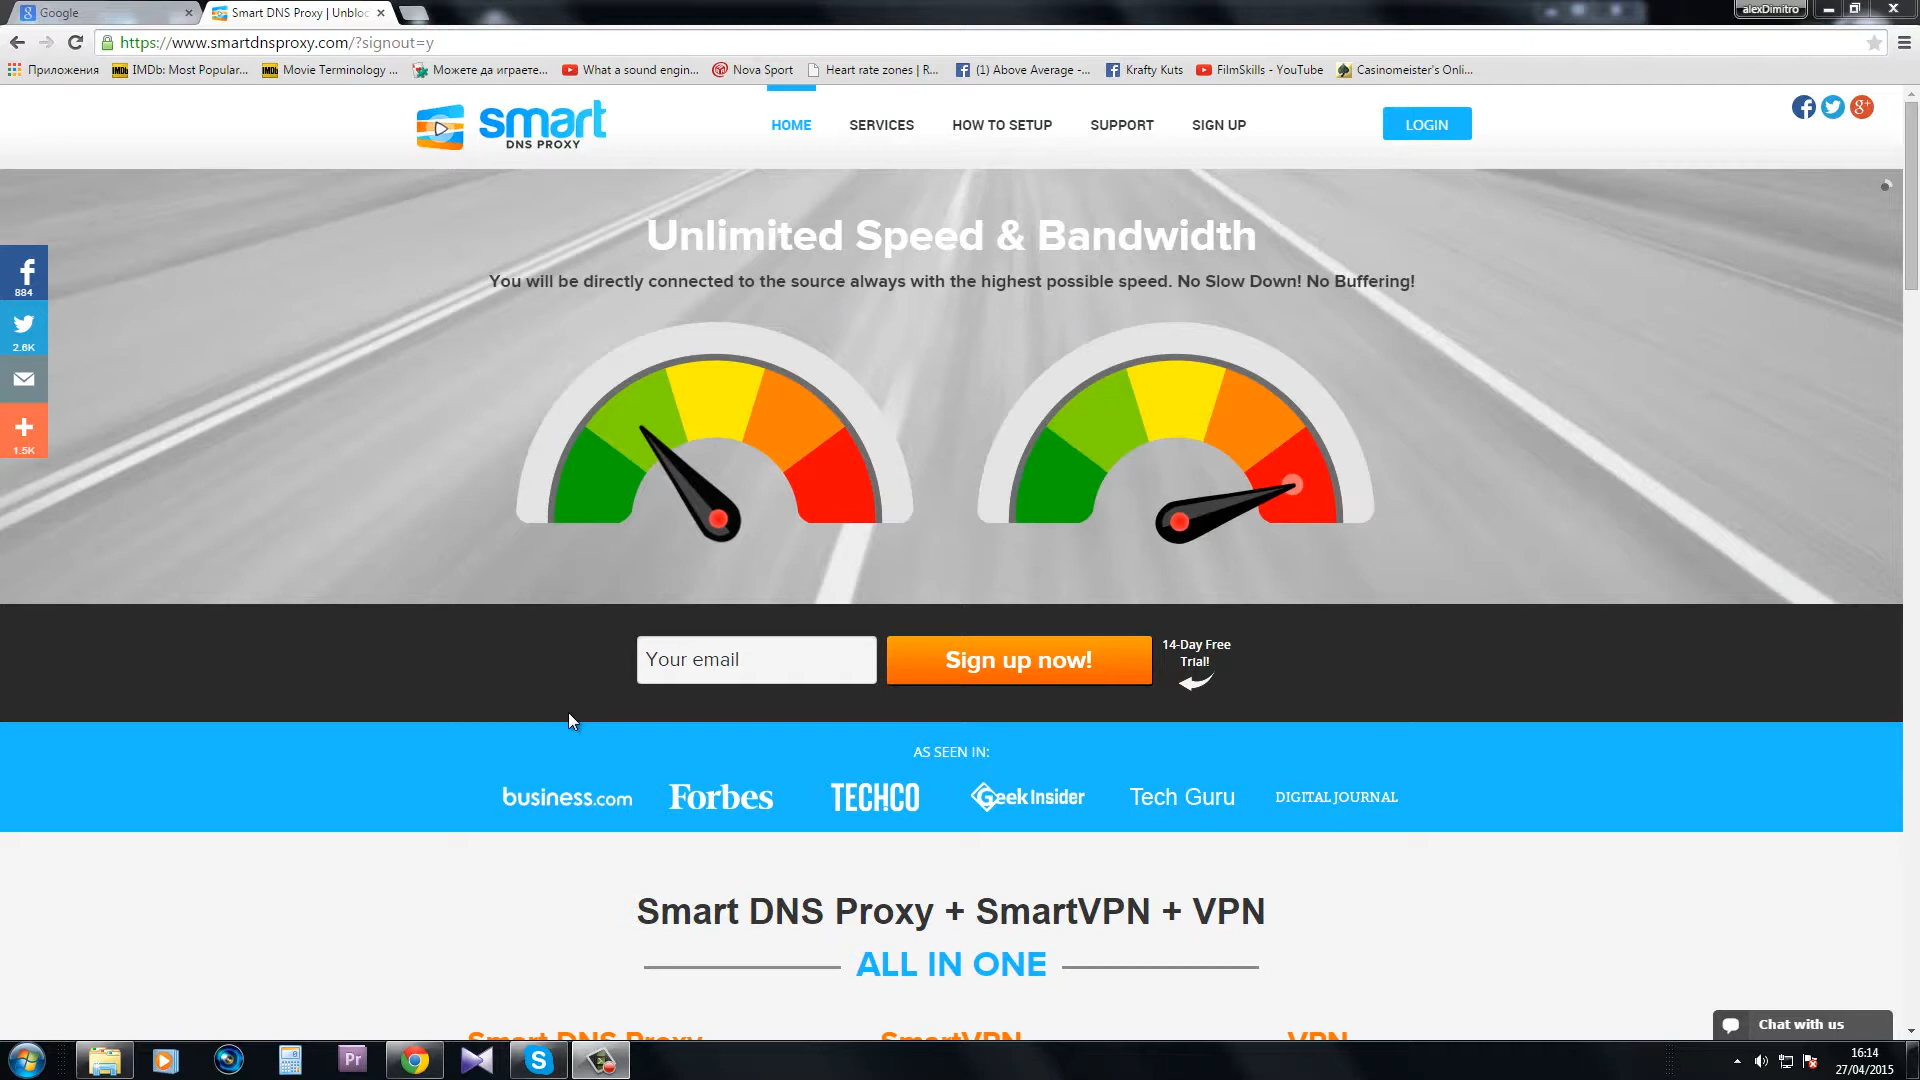 Google
Smart DNS Proxy | Unbloc
alexDimitro
https://www.smartdnsproxy.com/?signout=y
Приложения
IMDb: Most Popular...
Movie Terminology ...
Можете да играете...
What a sound engin...
Nova Sport
Heart rate zones | R...
(1) Above Average -...
Krafty Kuts
FilmSkills - YouTube
Casinomeister's Onli...
smart
DNS PROXY
HOME
SERVICES
HOW TO SETUP
SUPPORT
SIGN UP
LOGIN
Unlimited Speed & Bandwidth
You will be directly connected to the source always with the highest possible speed. No Slow Down! No Buffering!
884
2.6K
1.5K
Your email
Sign up now!
14-Day Free
Trial!
AS SEEN IN:
business.com
Forbes
TECHCO
Geek Insider
Tech Guru
DIGITAL JOURNAL
Smart DNS Proxy + SmartVPN + VPN
ALL IN ONE
Smart DNS Proxy
SmartVPN
VPN
Chat with us
Pr
16:14
27/04/2015